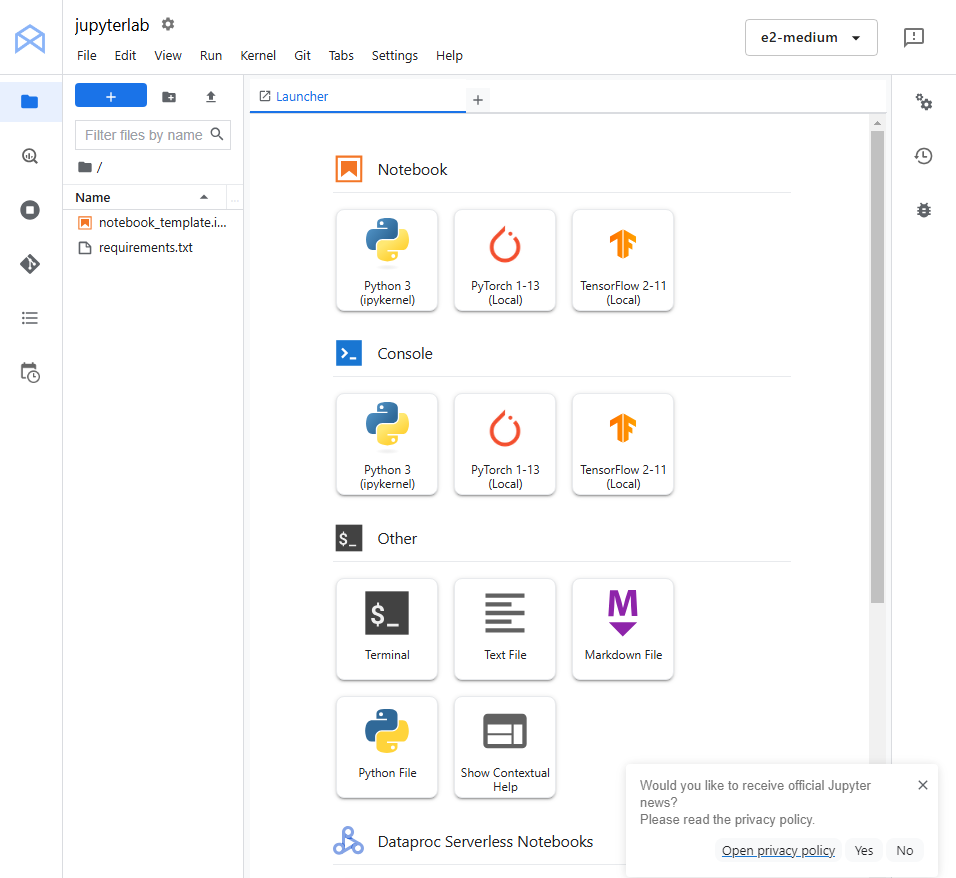 jupyterlab
File Edit View Run Kernel Git Tabs Settings Help
e2-medium
+
Filter files by name
/
Name
notebook_template.i...
requirements.txt
Launcher
+
Notebook
Python 3
(ipykernel)
PyTorch 1-13
(Local)
TensorFlow 2-11
(Local)
Console
Python 3
(ipykernel)
PyTorch 1-13
(Local)
TensorFlow 2-11
(Local)
$_
Other
$_
Terminal
Text File
M
Markdown File
Python File
Show Contextual
Help
Dataproc Serverless Notebooks
Would you like to receive official Jupyter
news?
Please read the privacy policy.
Open privacy policy Yes No